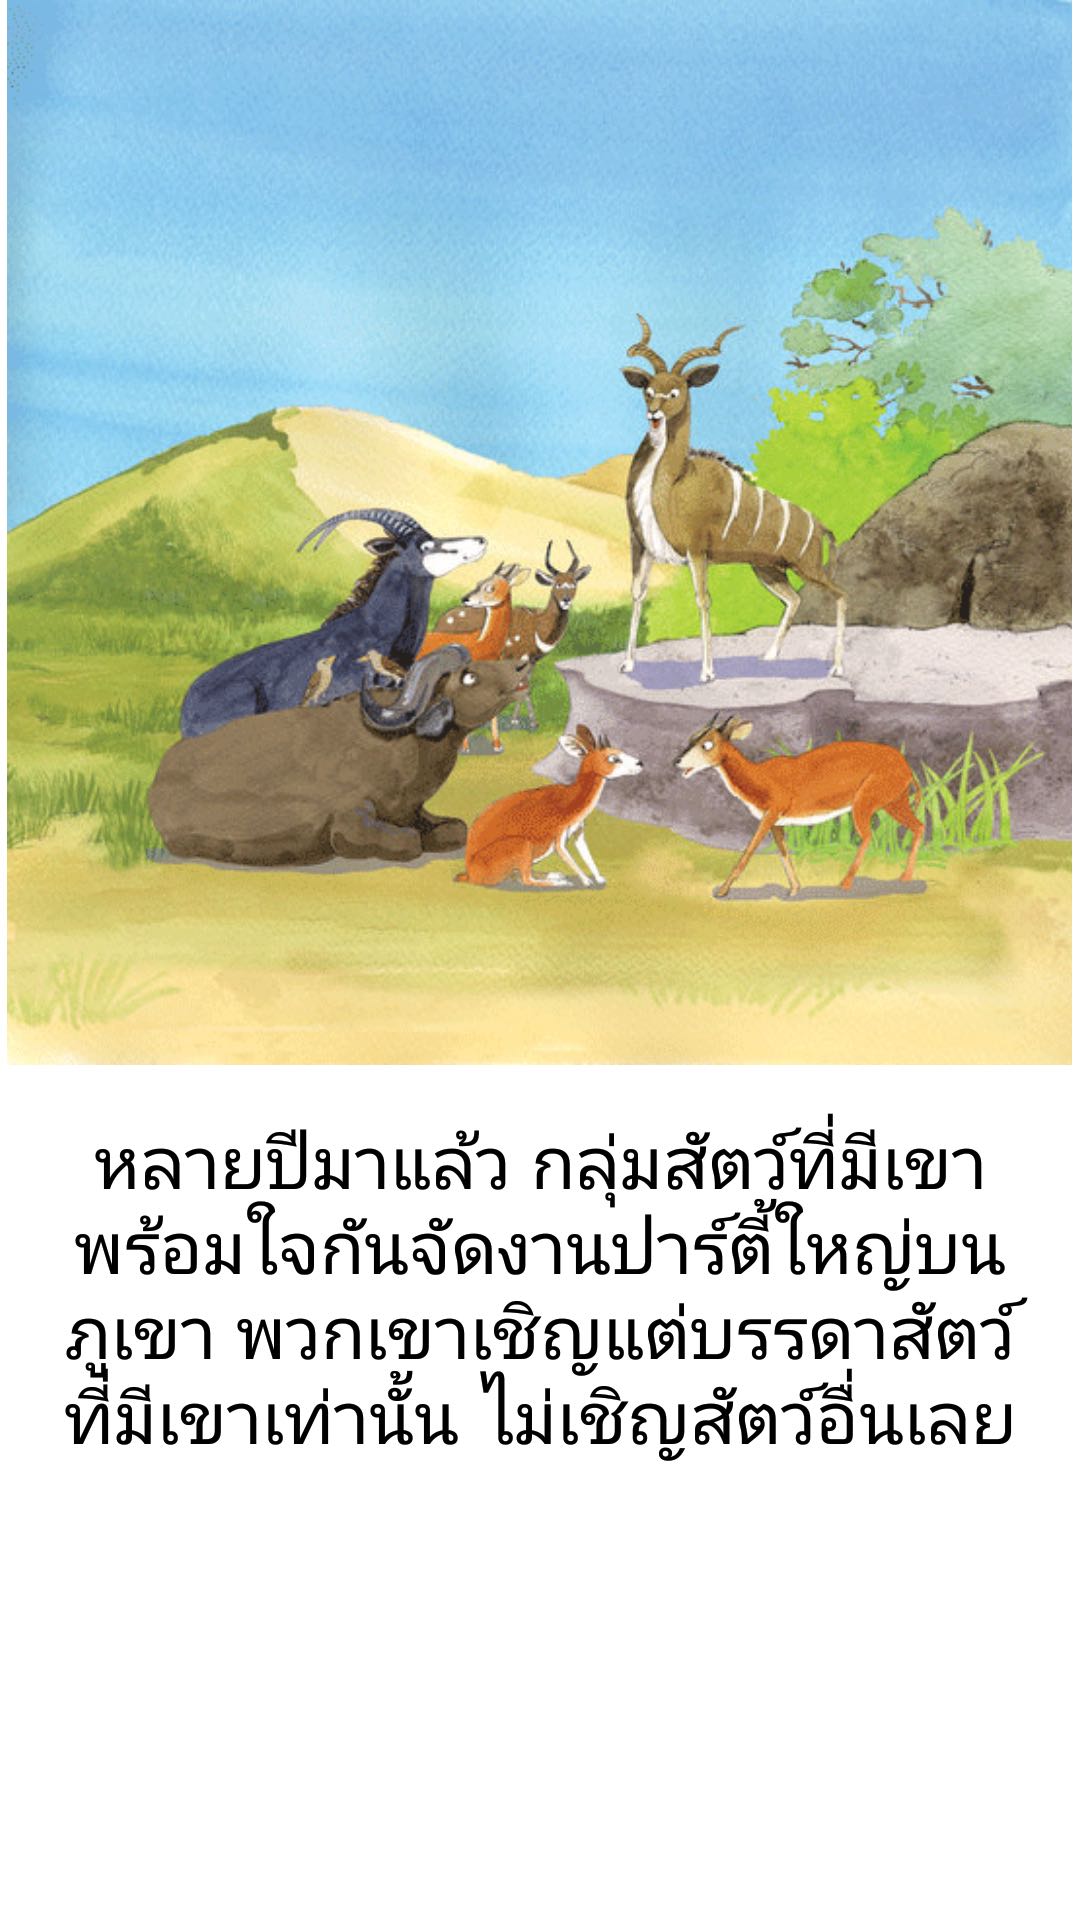 หลายปีมาแล้ว กลุ่มสัตว์ที่มีเขา
พร้อมใจกันจัดงานปาร์ตี้ใหญ่บน
ภูเขา พวกเขาเชิญแต่บรรดาสัตว์
ที่มีเขาเท่านั้น ไม่เชิญสัตว์อื่นเลย